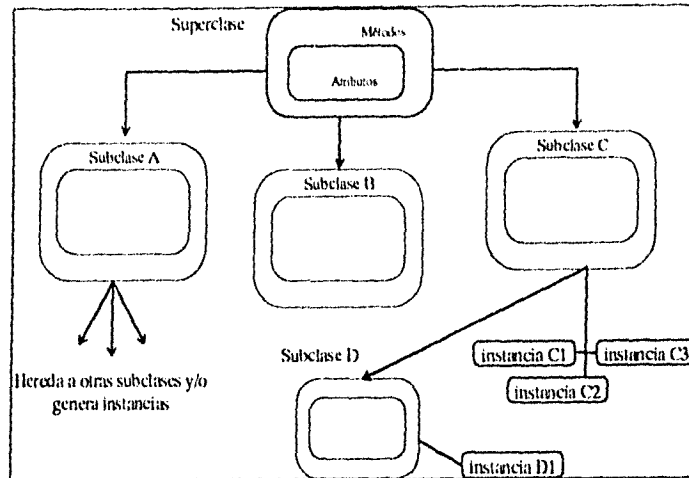 Superclase
Métodos
Atributos
Subclase A
Subclase B
Subclase C
Hereda a otras subclases y/o
genera instancias
Subclase D
instancia C1
instancia C3
instancia C2
instancia D1